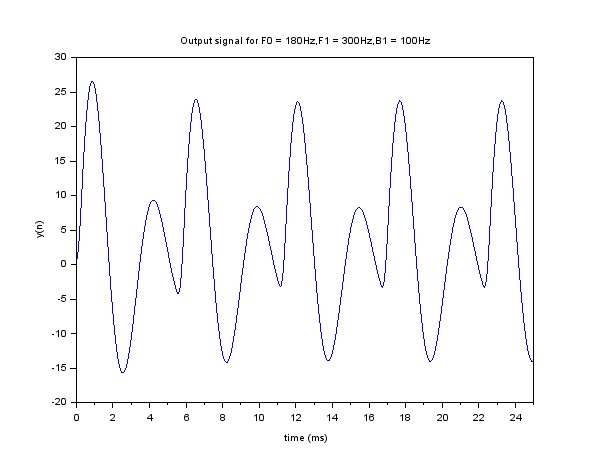 Output signal for F0 = 180Hz,F1 = 300Hz,B1 = 100Hz
30
25
20
15
10
5
0
-5
-10
-15
-20
y(n)
0 2 4 6 8 10 12 14 16 18 20 22 24
time (ms)